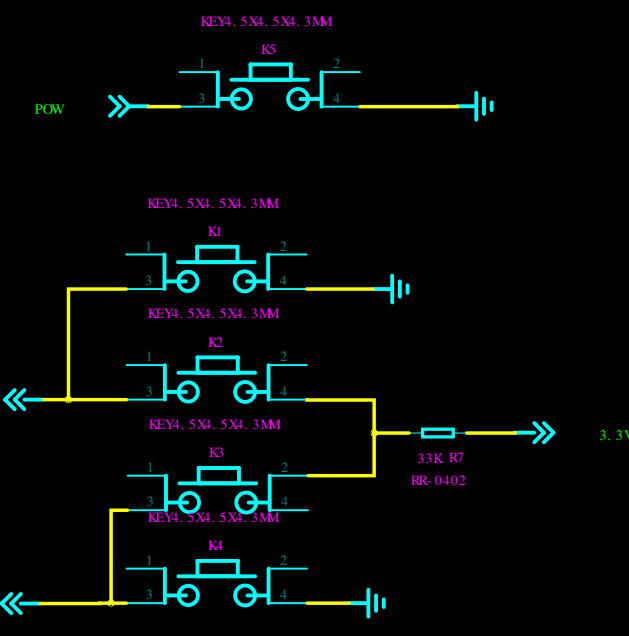 KEY4. 5X4. 5X4. 3MM
K5
1 2
3 4
POW
KEY4. 5X4. 5X4. 3MM
K1
1 2
3 4
KEY4. 5X4. 5X4. 3MM
K2
1 2
3 4
KEY4. 5X4. 5X4. 3MM
3. 3V
K3
33K R7
1 2
RR-0402
3 4
KEY4. 5X4. 5X4. 3MM
K4
1 2
3 4